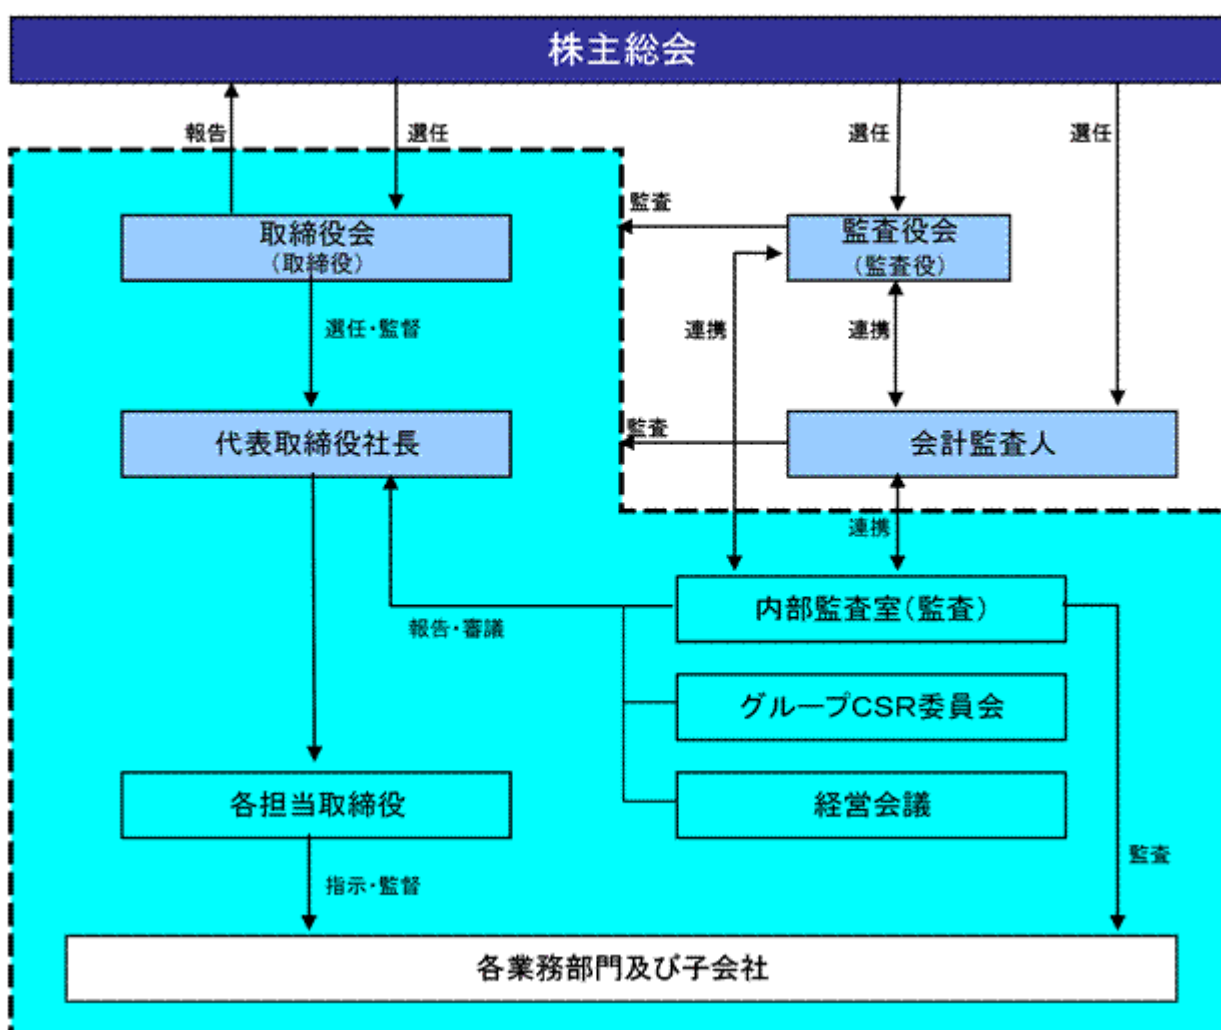 株主総会
報告
選任
選任
選任
取締役会
（取締役）
監査
監査役会
（監査役）
選任・監督
連携
連携
代表取締役社長
監査
会計監査人
連携
報告・審議
内部監査室（監査）
グループCSR委員会
各担当取締役
経営会議
指示・監督
監査
各業務部門及び子会社